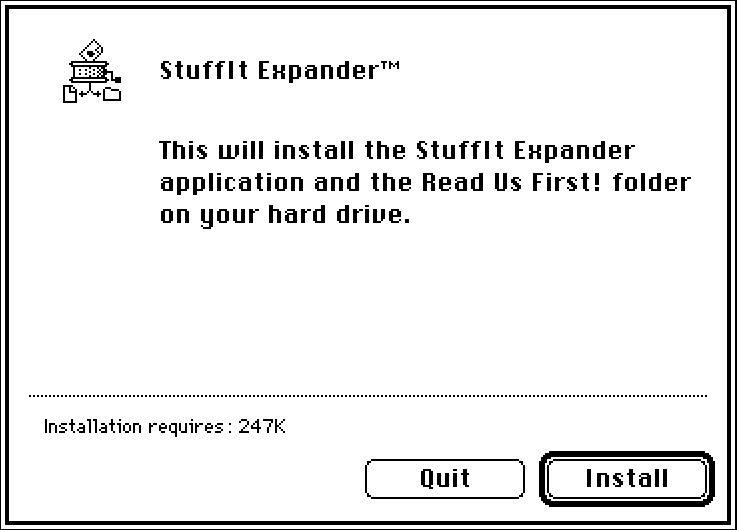 StuffIt Expander™
This will install the StuffIt Expander
application and the Read Us First! folder
on your hard drive.
Installation requires: 247K
Quit
Install